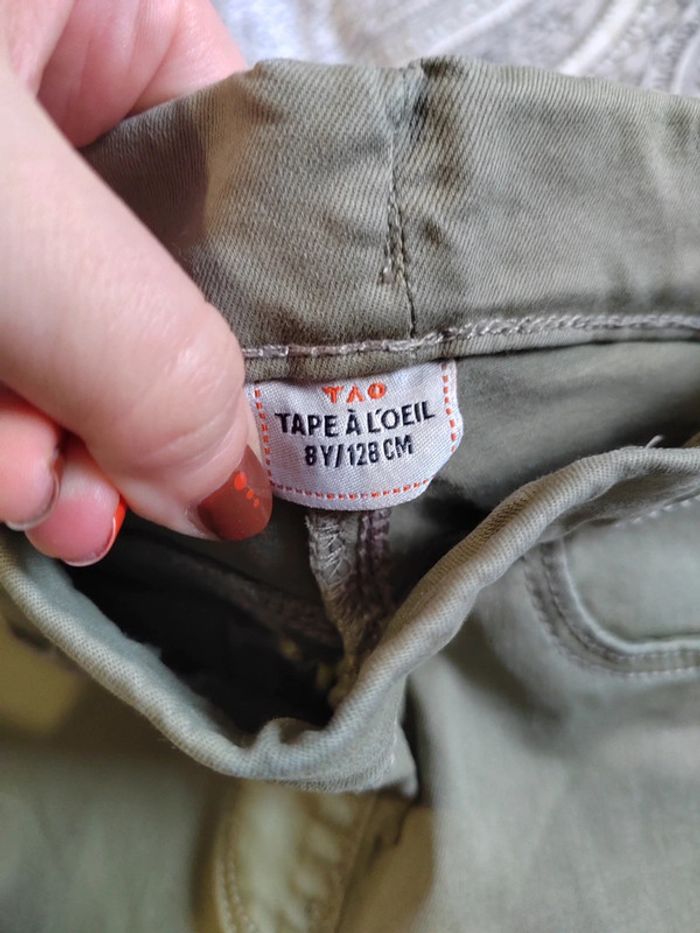 TAO
TAPE À L'OEIL
8Y/128 CM